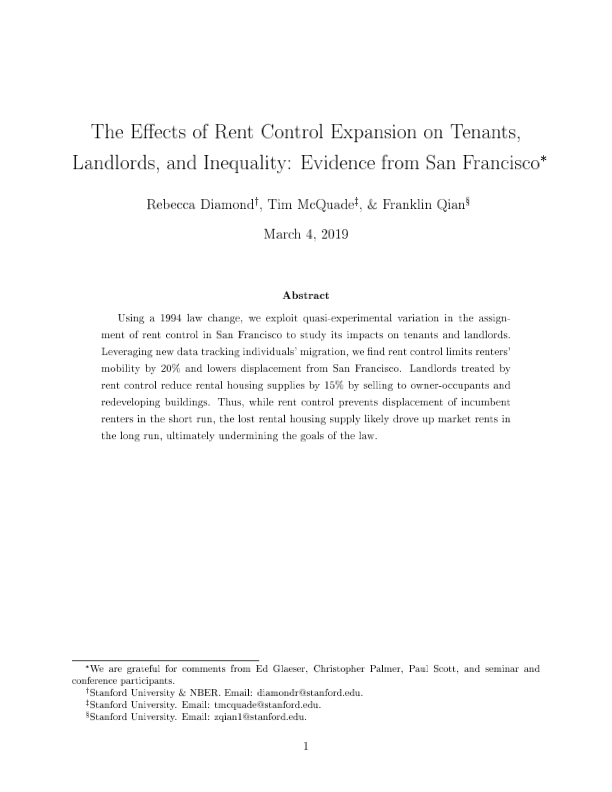 The Effects of Rent Control Expansion on Tenants,
Landlords, and Inequality: Evidence from San Francisco*
Rebecca Diamond†, Tim McQuade‡, & Franklin Qian§
March 4, 2019
Abstract
Using a 1994 law change, we exploit quasi-experimental variation in the assign-
ment of rent control in San Francisco to study its impacts on tenants and landlords.
Leveraging new data tracking individuals' migration, we find rent control limits renters'
mobility by 20% and lowers displacement from San Francisco. Landlords treated by
rent control reduce rental housing supplies by 15% by selling to owner-occupants and
redeveloping buildings. Thus, while rent control prevents displacement of incumbent
renters in the short run, the lost rental housing supply likely drove up market rents in
the long run, ultimately undermining the goals of the law.
*We are grateful for comments from Ed Glaeser, Christopher Palmer, Paul Scott, and seminar and
conference participants.
†Stanford University & NBER. Email: diamondr@stanford.edu.
‡Stanford University. Email: tmcquade@stanford.edu.
§Stanford University. Email: zqian1@stanford.edu.
1